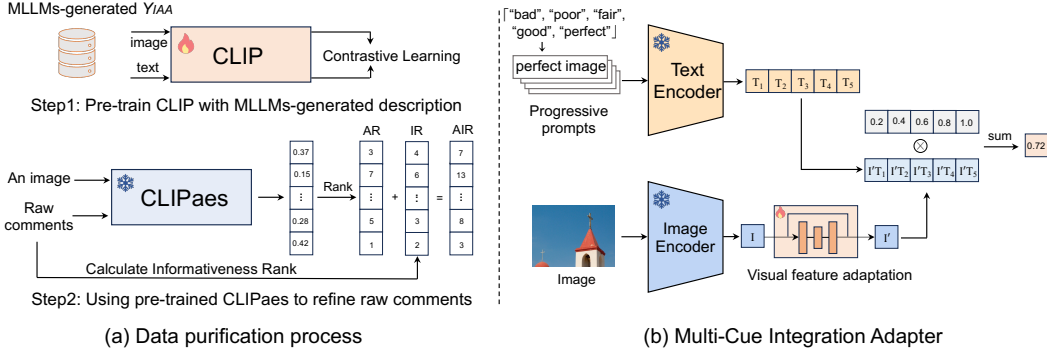 MLLMs-generated YIAA
image
text
CLIP
Contrastive Learning
Step1: Pre-train CLIP with MLLMs-generated description
An image
Raw comments
CLIPaes
0.37
0.15
⋮
0.28
0.42
Rank
AR
3
7
⋮
5
1
+
IR
4
6
⋮
3
2
=
AIR
7
13
⋮
8
3
Calculate Informativeness Rank
Step2: Using pre-trained CLIPaes to refine raw comments
(a) Data purification process
"bad", "poor", "fair",
"good", "perfect"
perfect image
Progressive
prompts
Text
Encoder
T1 T2 T3 T4 T5
0.2 0.4 0.6 0.8 1.0
⊗
sum
0.72
I'T1 I'T2 I'T3 I'T4 I'T5
Image
Image
Encoder
I
I'
Visual feature adaptation
(b) Multi-Cue Integration Adapter